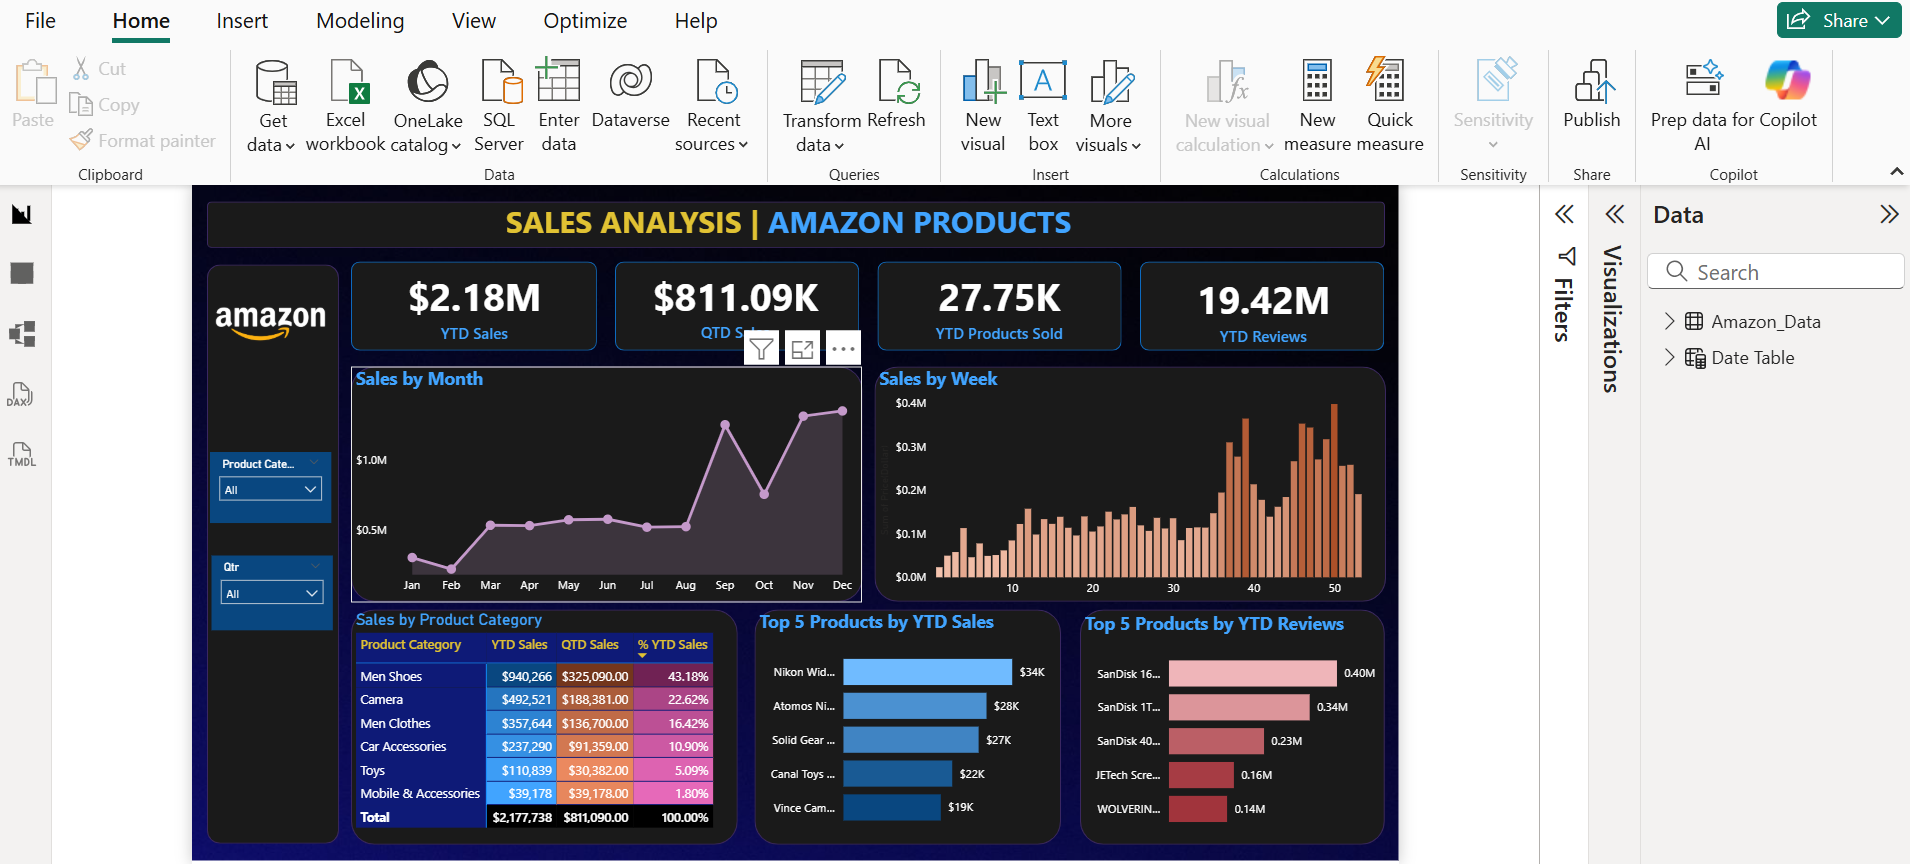 File Home Insert Modeling View Optimize Help Share
Paste Cut
Copy
Format painter
Clipboard
Get data
Excel workbook
OneLake catalog
SQL Server
Enter data
Dataverse
Recent sources
Data
Transform data
Refresh
Queries
New visual
Text box
More visuals
Insert
New visual calculation
New measure
Quick measure
Calculations
Sensitivity
Sensitivity
Publish
Share
Prep data for AI
Copilot
Copilot
DAX
TMDL
SALES ANALYSIS | AMAZON PRODUCTS
amazon
Product Cate...
All
Qtr
All
$2.18M
YTD Sales
$811.09K
QTD S
27.75K
YTD Products Sold
19.42M
YTD Reviews
Sales by Month
$1.0M
$0.5M
Jan Feb Mar Apr May Jun Jul Aug Sep Oct Nov Dec
Sales by Week
$0.4M
$0.3M
$0.2M
$0.1M
$0.0M
10 20 30 40 50
Sales by Product Category
Product Category YTD Sales QTD Sales % YTD Sales
Men Shoes $940,266 $325,090.00 43.18%
Camera $492,521 $188,381.00 22.62%
Men Clothes $357,644 $136,700.00 16.42%
Car Accessories $237,290 $91,359.00 10.90%
Toys $110,839 $30,382.00 5.09%
Mobile & Accessories $39,178 $39,178.00 1.80%
Total $2,177,738 $811,090.00 100.00%
Top 5 Products by YTD Sales
Nikon Wid... $34K
Atomos Ni... $28K
Solid Gear ... $27K
Canal Toys ... $22K
Vince Cam... $19K
Top 5 Products by YTD Reviews
SanDisk 16... 0.40M
SanDisk 1T... 0.34M
SanDisk 40... 0.23M
JETech Scre... 0.16M
WOLVERIN... 0.14M
Filters
Visualizations
Data
Search
Amazon_Data
Date Table